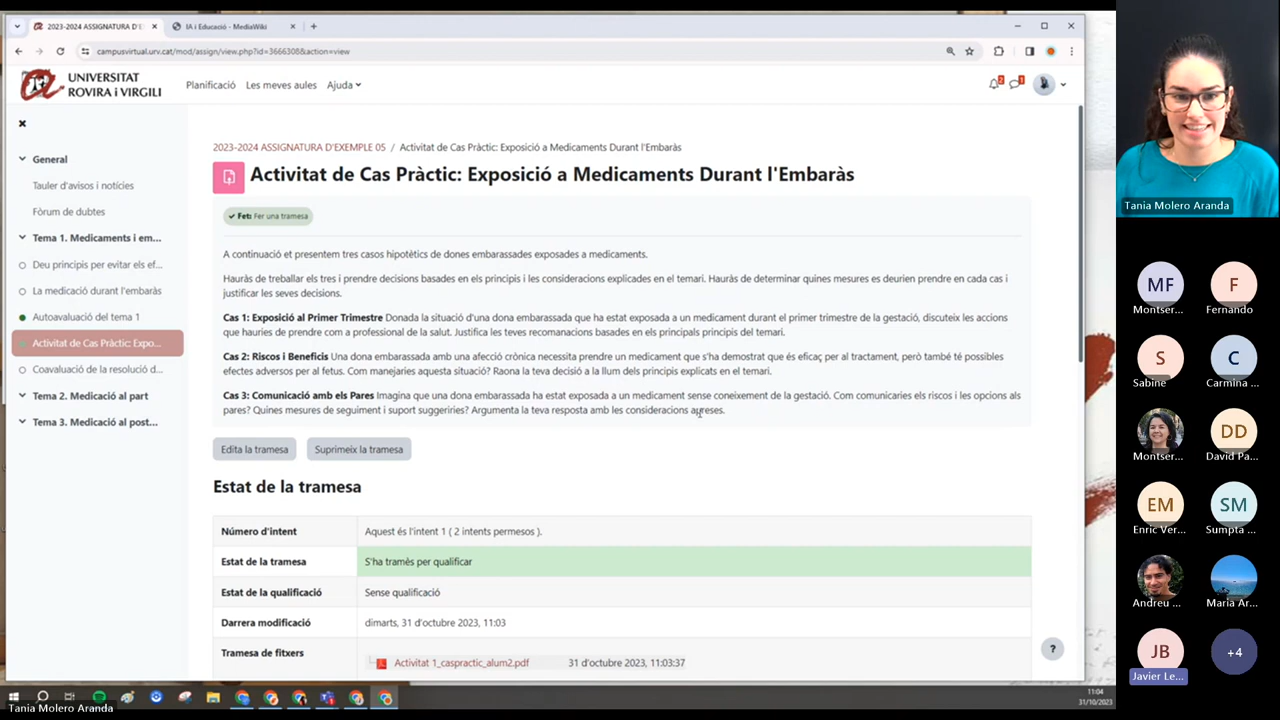 2023-2024 ASSIGNATURA D'E
IA i Educació - MediaWiki
campusvirtual.urv.cat/mod/assign/view.php?id=3666308&action=view
UNIVERSITAT
ROVIRA i VIRGILI
Planificació Les meves aules Ajuda
2 1
General
Tauler d'avisos i notícies
Fòrum de dubtes
Tema 1. Medicaments i em...
Deu principis per evitar els ef...
La medicació durant l'embaràs
Autoavaluació del tema 1
Activitat de Cas Pràctic: Expo...
Coavaluació de la resolució d...
Tema 2. Medicació al part
Tema 3. Medicació al post...
2023-2024 ASSIGNATURA D'EXEMPLE 05 / Activitat de Cas Pràctic: Exposició a Medicaments Durant l'Embaràs
Activitat de Cas Pràctic: Exposició a Medicaments Durant l'Embaràs
Fet: Fer una tramesa
A continuació et presentem tres casos hipotètics de dones embarassades exposades a medicaments.
Hauràs de treballar els tres i prendre decisions basades en els principis i les consideracions explicades en el temari. Hauràs de determinar quines mesures es deurien prendre en cada cas i
justificar les seves decisions.
Cas 1: Exposició al Primer Trimestre Donada la situació d'una dona embarassada que ha estat exposada a un medicament durant el primer trimestre de la gestació, discuteix les accions
que hauries de prendre com a professional de la salut. Justifica les teves recomanacions basades en els principals principis del temari.
Cas 2: Riscos i Beneficis Una dona embarassada amb una afecció crònica necessita prendre un medicament que s'ha demostrat que és eficaç per al tractament, però també té possibles
efectes adversos per al fetus. Com manejaries aquesta situació? Raona la teva decisió a la llum dels principis explicats en el temari.
Cas 3: Comunicació amb els Pares Imagina que una dona embarassada ha estat exposada a un medicament sense coneixement de la gestació. Com comunicaries els riscos i les opcions als
pares? Quines mesures de seguiment i suport suggeriries? Argumenta la teva resposta amb les consideracions apreses.
Edita la tramesa Suprimeix la tramesa
Estat de la tramesa
Número d'intent Aquest és l'intent 1 ( 2 intents permesos ).
Estat de la tramesa S'ha tramès per qualificar
Estat de la qualificació Sense qualificació
Darrera modificació dimarts, 31 d'octubre 2023, 11:03
Tramesa de fitxers
Activitat 1_caspractic_alum2.pdf 31 d'octubre 2023, 11:03:37
?
11:04
31/10/2023
Tania Molero Aranda
Tania Molero Aranda
MF F
Montser... Fernando
S C
Sabine Carmina ...
Montser... DD David Pa...
EM SM
Enric Ver... Sumpta ...
Andreu ... Maria Ar...
JB +4
Javier Le...